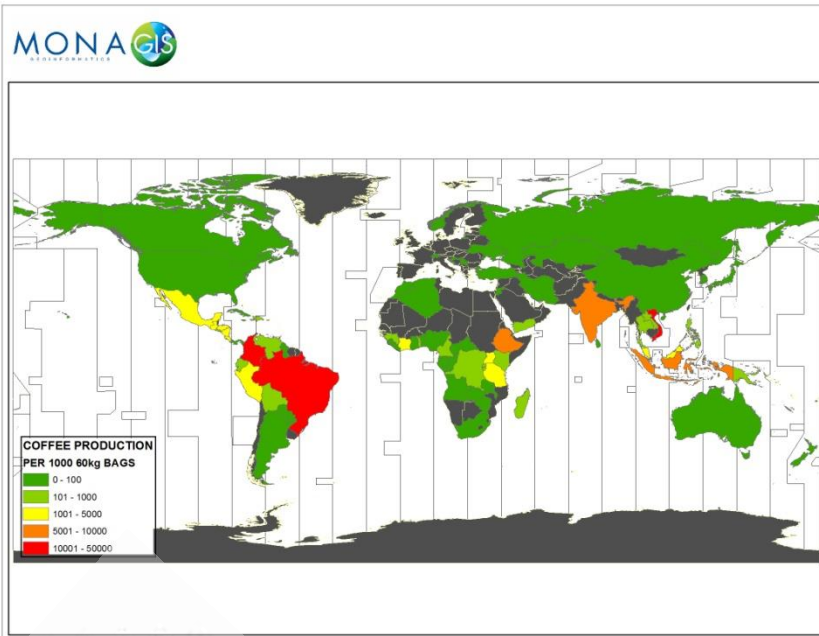 MONA GIS
GEOINFORMATICS
COFFEE PRODUCTION
PER 1000 60kg BAGS
0 - 100
101 - 1000
1001 - 5000
5001 - 10000
10001 - 50000